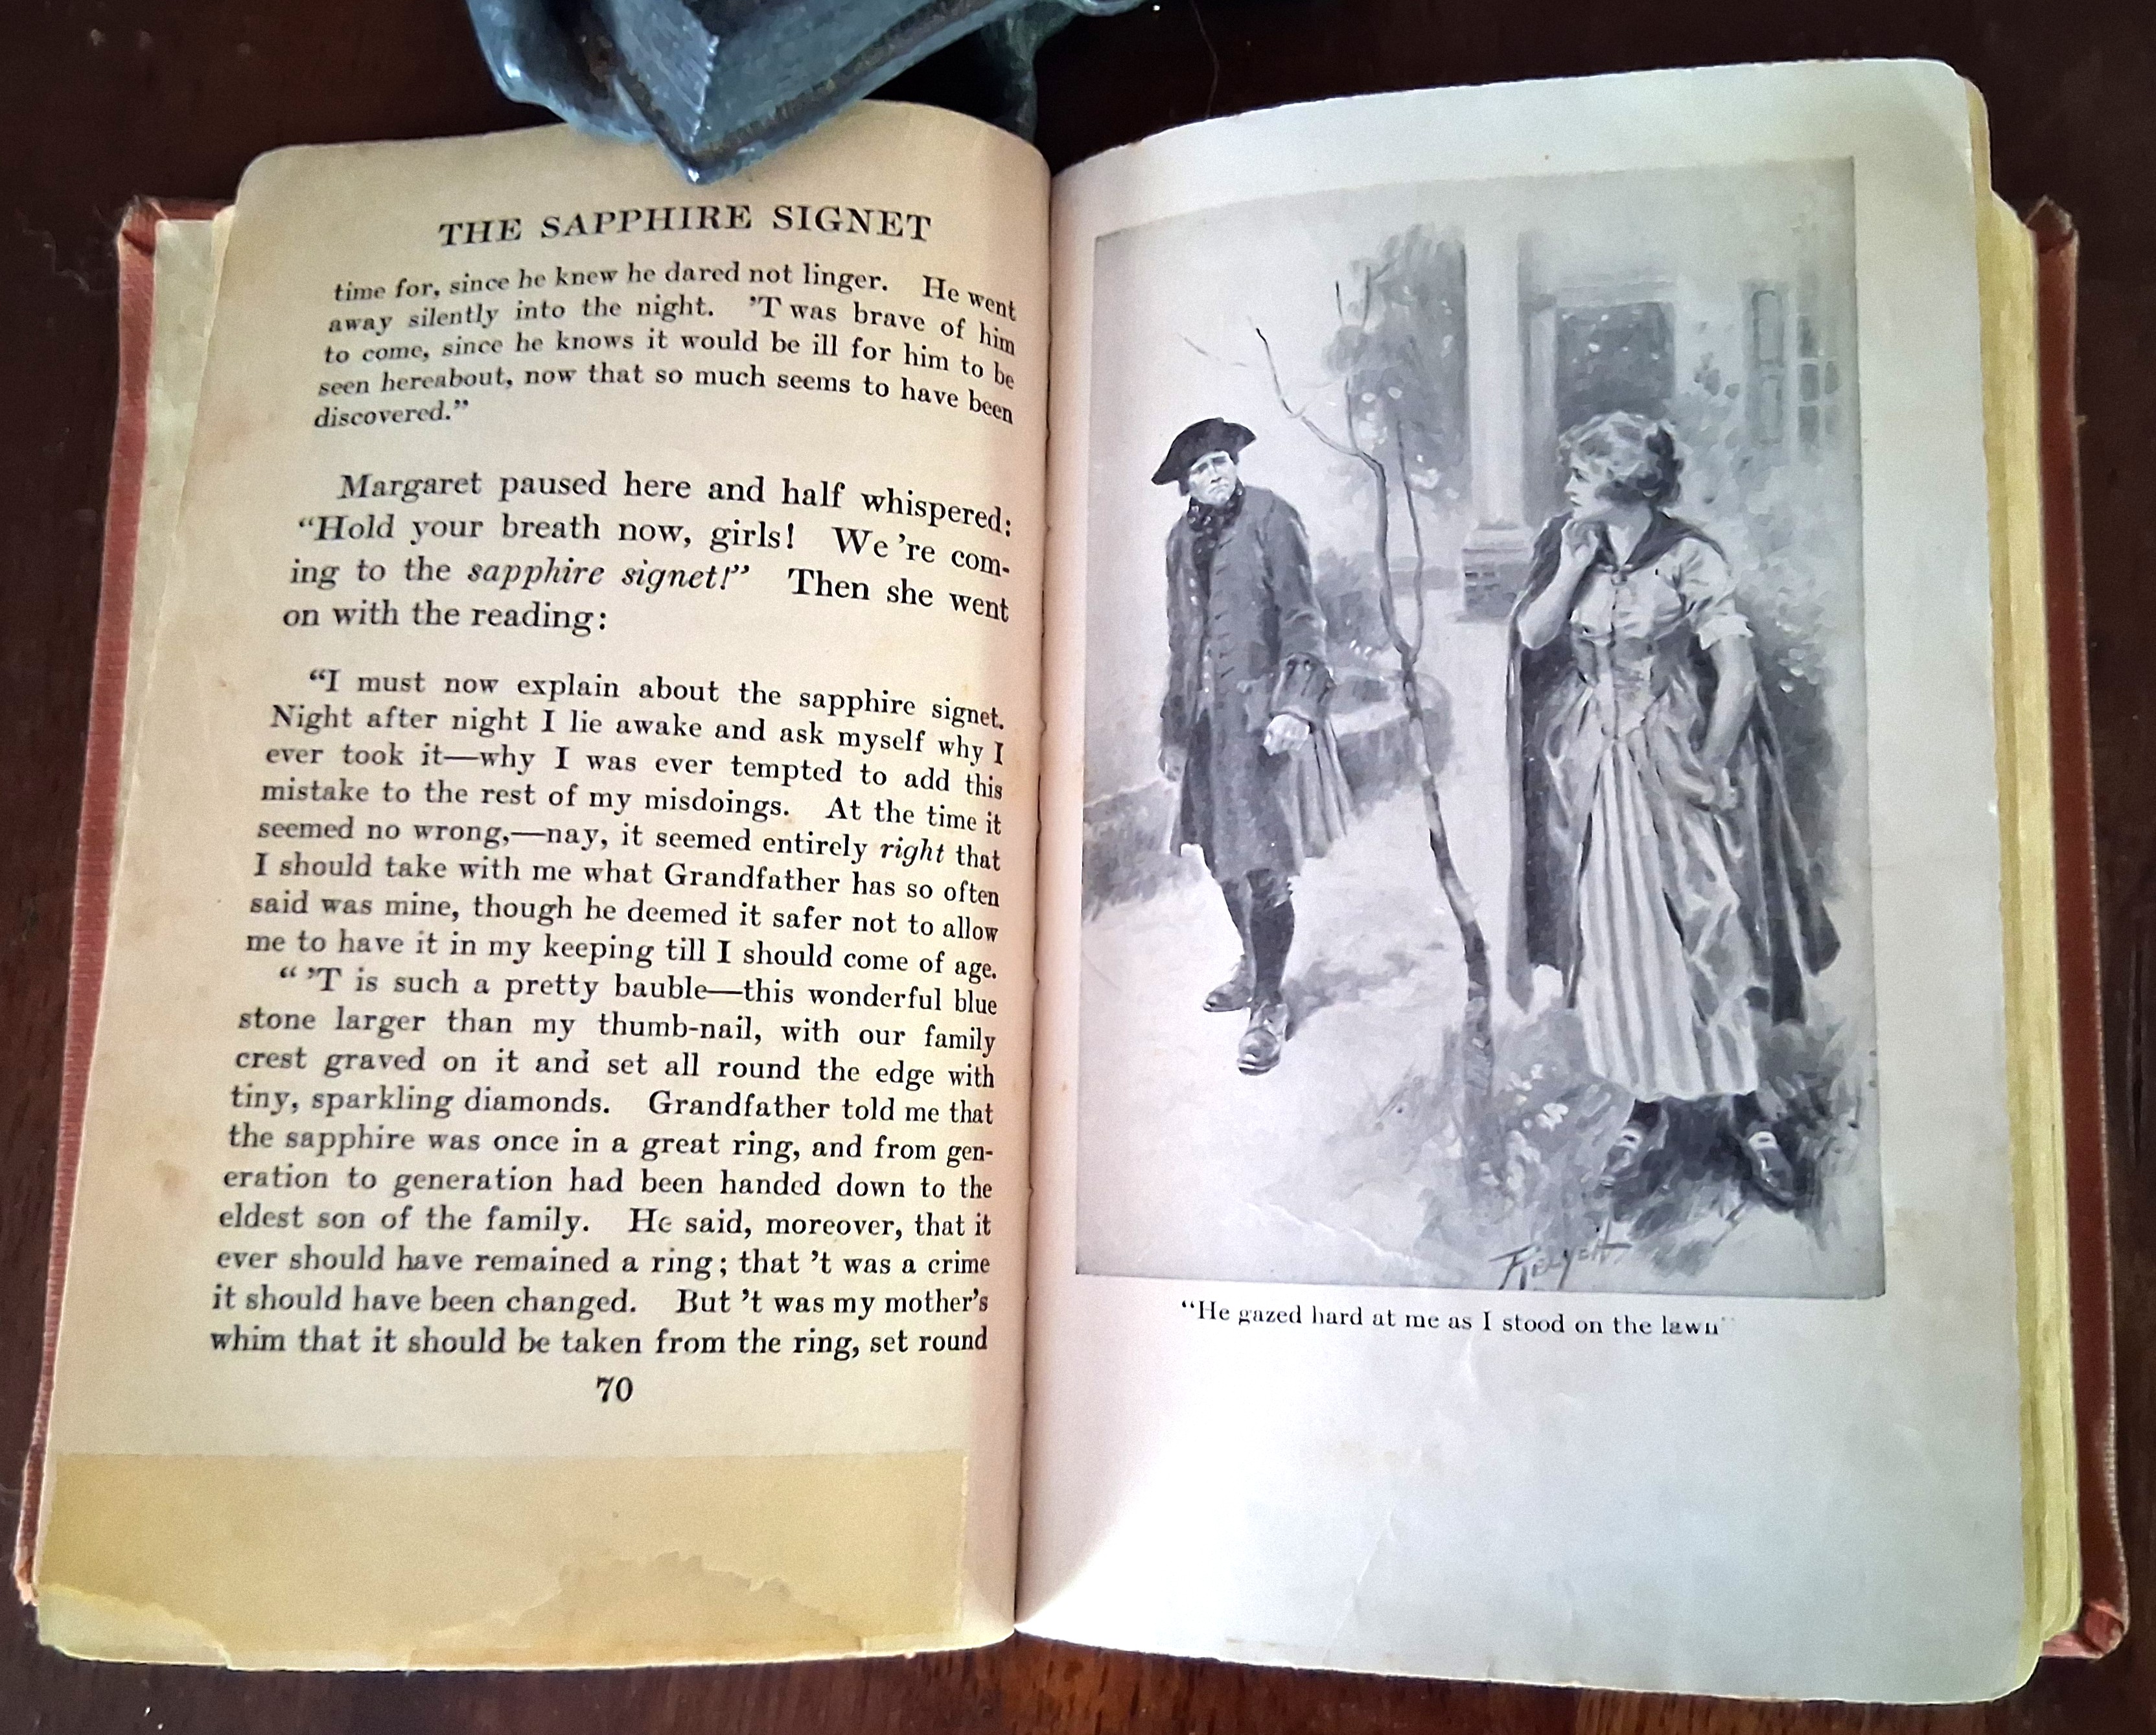 THE SAPPHIRE SIGNET
time for, since he knew he dared not linger. He went
away silently into the night. 'T was brave of him
to come, since he knows it would be ill for him to be
seen hereabout, now that so much seems to have been
discovered."
Margaret paused here and half whispered:
"Hold your breath now, girls! We 're com-
ing to the sapphire signet!" Then she went
on with the reading:
"I must now explain about the sapphire signet.
Night after night I lie awake and ask myself why I
ever took it—why I was ever tempted to add this
mistake to the rest of my misdoings. At the time it
seemed no wrong,—nay, it seemed entirely right that
I should take with me what Grandfather has so often
said was mine, though he deemed it safer not to allow
me to have it in my keeping till I should come of age.
" 'T is such a pretty bauble—this wonderful blue
stone larger than my thumb-nail, with our family
crest graved on it and set all round the edge with
tiny, sparkling diamonds. Grandfather told me that
the sapphire was once in a great ring, and from gen-
eration to generation had been handed down to the
eldest son of the family. He said, moreover, that it
ever should have remained a ring; that 't was a crime
it should have been changed. But 't was my mother's
whim that it should be taken from the ring, set round
70
"He gazed hard at me as I stood on the lawn"